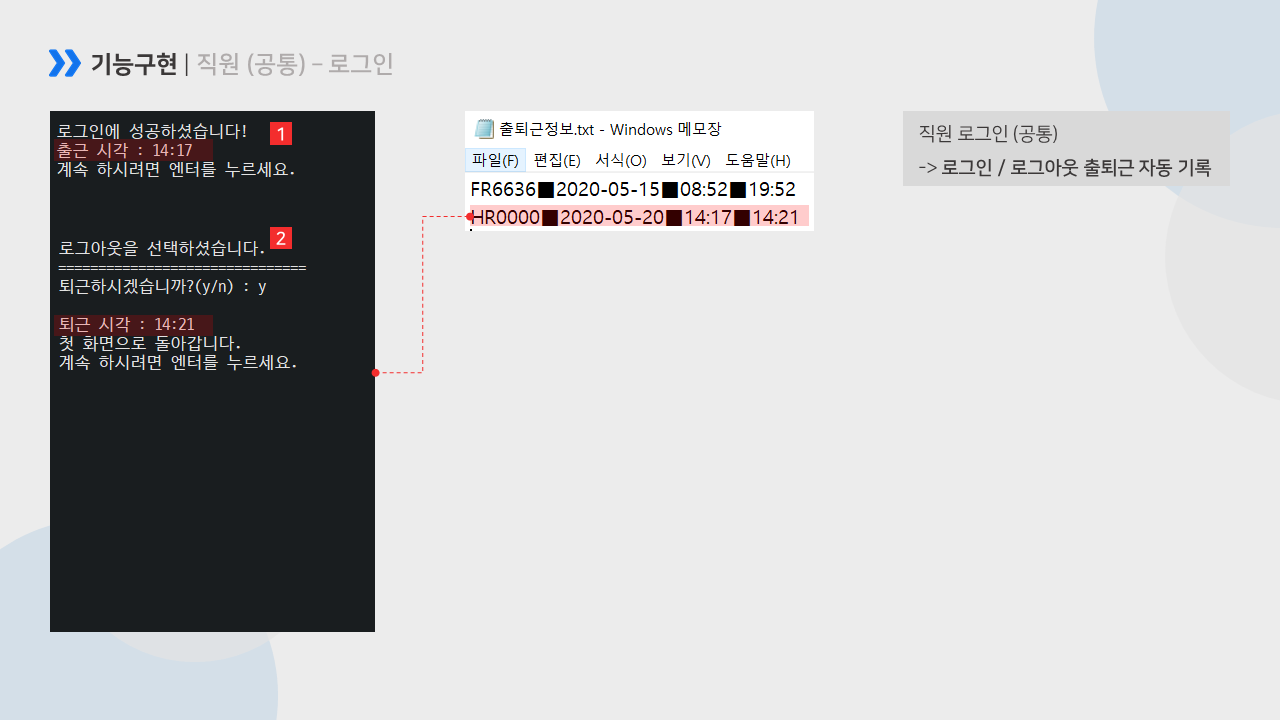 기능구현 | 직원 (공통) – 로그인
로그인에 성공하셨습니다!
1
출근 시각 : 14:17
계속 하시려면 엔터를 누르세요.
로그아웃을 선택하셨습니다.
2
===============================
퇴근하시겠습니까?(y/n) : y
퇴근 시각 : 14:21
첫 화면으로 돌아갑니다.
계속 하시려면 엔터를 누르세요.
출퇴근정보.txt - Windows 메모장
파일(F) 편집(E) 서식(O) 보기(V) 도움말(H)
FR6636■2020-05-15■08:52■19:52
HR0000■2020-05-20■14:17■14:21
직원 로그인 (공통)
-> 로그인 / 로그아웃 출퇴근 자동 기록